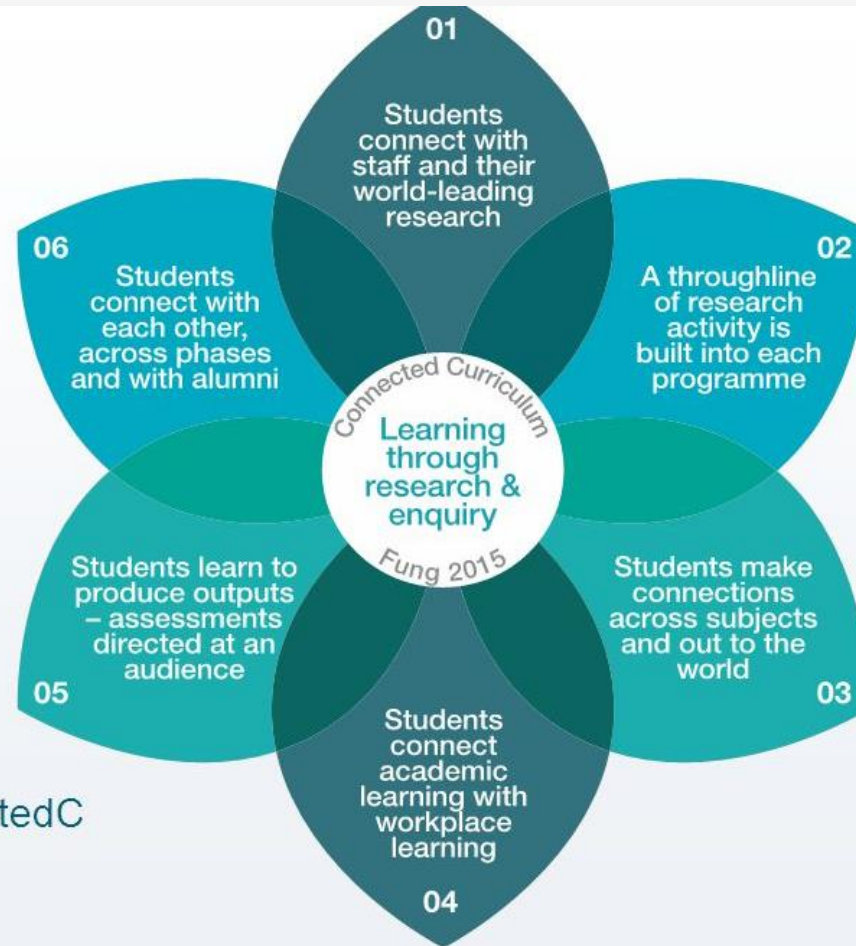 01
Students
connect with
staff and their
world-leading
research
02
A throughline
of research
activity is
built into each
programme
03
Students make
connections
across subjects
and out to the
world
04
Students
connect
academic
learning with
workplace
learning
05
Students learn to
produce outputs
– assessments
directed at an
audience
06
Students
connect with
each other,
across phases
and with alumni
Connected Curriculum
Learning
through
research &
enquiry
Fung 2015
tedC